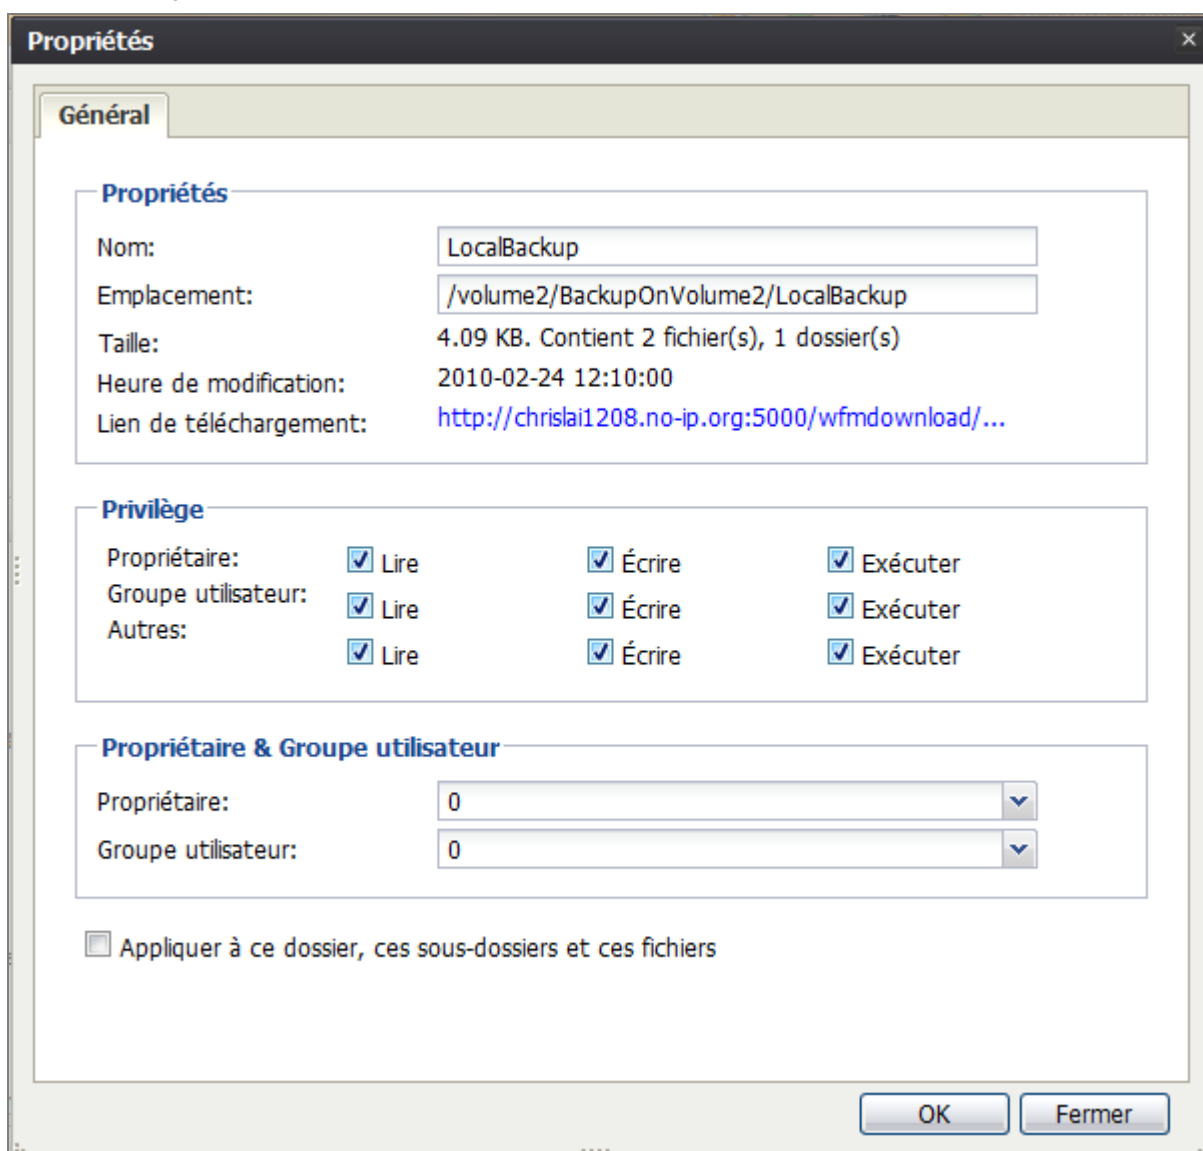 Propriétés
Général
Propriétés
Nom: LocalBackup
Emplacement: /volume2/BackupOnVolume2/LocalBackup
Taille: 4.09 KB. Contient 2 fichier(s), 1 dossier(s)
Heure de modification: 2010-02-24 12:10:00
Lien de téléchargement: http://chrislai1208.no-ip.org:5000/wfmdownload/...
Privilège
Propriétaire: Lire Écrire Exécuter
Groupe utilisateur: Lire Écrire Exécuter
Autres: Lire Écrire Exécuter
Propriétaire & Groupe utilisateur
Propriétaire: 0
Groupe utilisateur: 0
Appliquer à ce dossier, ces sous-dossiers et ces fichiers
OK Fermer